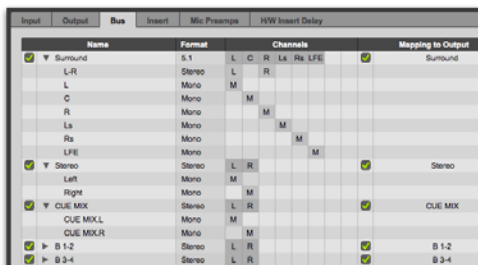 Input Output Bus Insert Mic Preamps H/W Insert Delay
Name Format Channels Mapping to Output
Surround 5.1 L C R Ls Rs LFE Surround
L-R Stereo L R
L Mono M
C Mono M
R Mono M
Ls Mono M
Rs Mono M
LFE Mono M
Stereo Stereo L R Stereo
Left Mono M
Right Mono M
CUE MIX Stereo L R CUE MIX
CUE MIX.L Mono M
CUE MIX.R Mono M
B 1-2 Stereo L R B 1-2
B 3-4 Stereo L R B 3-4